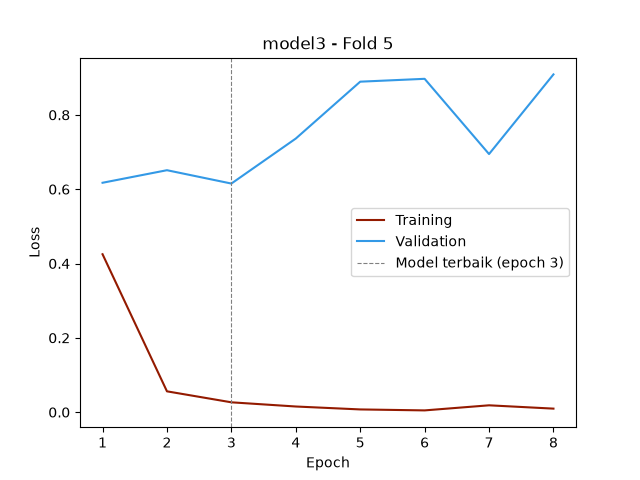 model3 - Fold 5
Loss
0.8
0.6
0.4
0.2
0.0
Training
Validation
Model terbaik (epoch 3)
1 2 3 4 5 6 7 8
Epoch